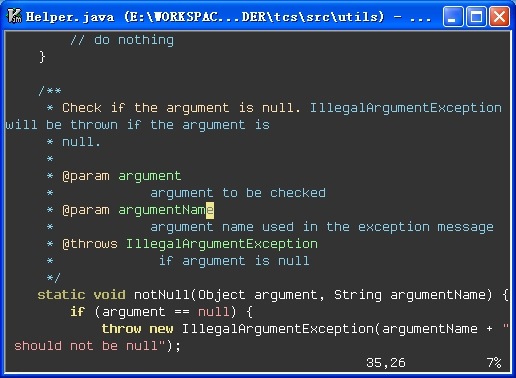 Helper.java (E:\WORKSPAC...DER\tcs\src\utils) - ...
// do nothing
}
/**
* Check if the argument is null. IllegalArgumentException
will be thrown if the argument is
* null.
*
* @param argument
* argument to be checked
* @param argumentName
* argument name used in the exception message
* @throws IllegalArgumentException
* if argument is null
*/
static void notNull(Object argument, String argumentName) {
if (argument == null) {
throw new IllegalArgumentException(argumentName + "
should not be null");
35,26 7%